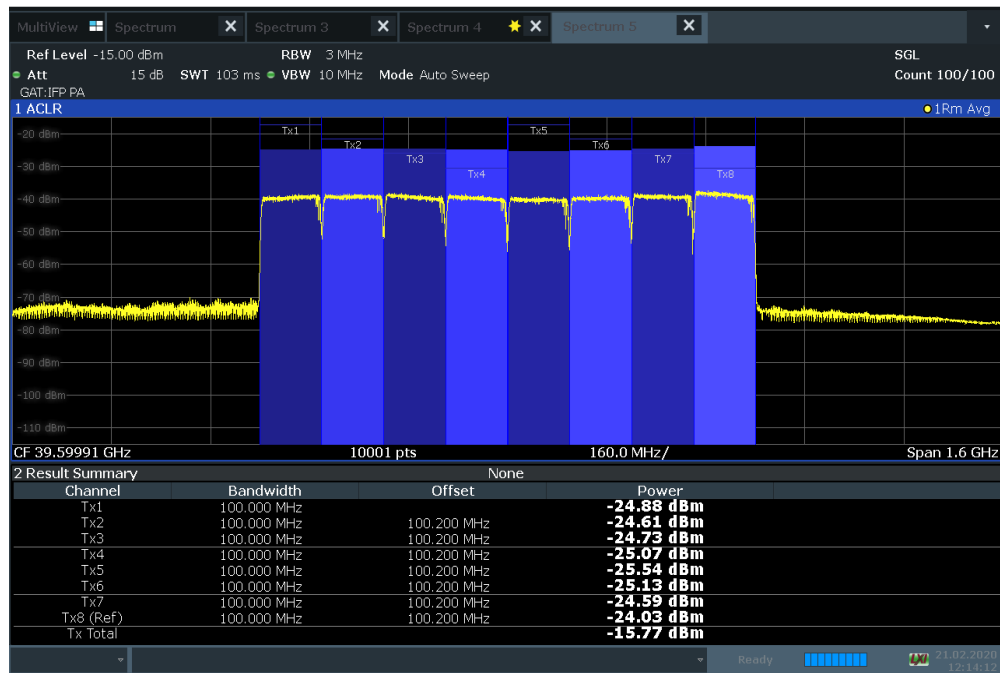 MultiView Spectrum X Spectrum 3 X Spectrum 4 X Spectrum 5 X
Ref Level -15.00 dBm RBW 3 MHz SGL
Att 15 dB SWT 103 ms VBW 10 MHz Mode Auto Sweep Count 100/100
GAT:IFP PA
1 ACLR 1Rm Avg
-20 dBm
Tx1 Tx5
Tx2 Tx6
Tx3 Tx7
-30 dBm
Tx4 Tx8
-40 dBm
-50 dBm
-60 dBm
-70 dBm
-80 dBm
-90 dBm
-100 dBm
-110 dBm
CF 39.59991 GHz 10001 pts 160.0 MHz/ Span 1.6 GHz
2 Result Summary None
Channel Bandwidth Offset Power
Tx1 100.000 MHz -24.88 dBm
Tx2 100.000 MHz 100.200 MHz -24.61 dBm
Tx3 100.000 MHz 100.200 MHz -24.73 dBm
Tx4 100.000 MHz 100.200 MHz -25.07 dBm
Tx5 100.000 MHz 100.200 MHz -25.54 dBm
Tx6 100.000 MHz 100.200 MHz -25.13 dBm
Tx7 100.000 MHz 100.200 MHz -24.59 dBm
Tx8 (Ref) 100.000 MHz 100.200 MHz -24.03 dBm
Tx Total -15.77 dBm
Ready LXI 21.02.2020
12:14:12